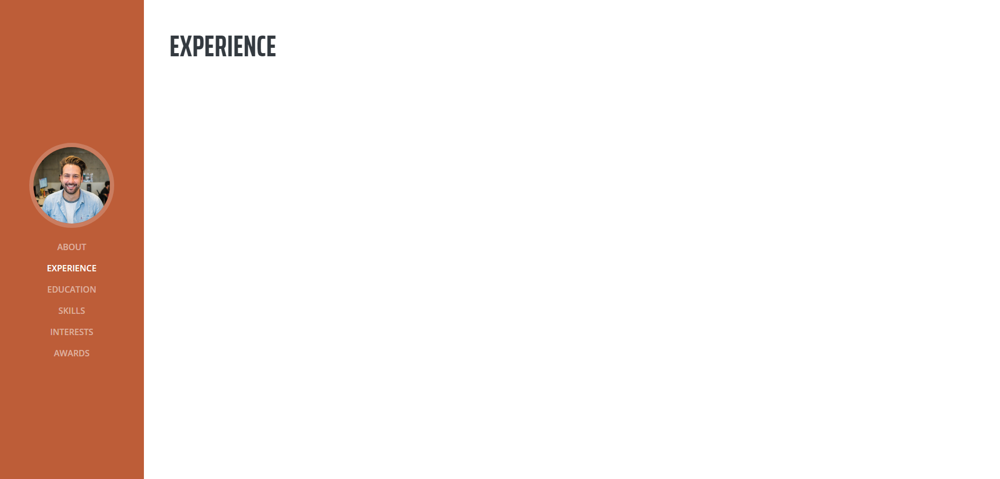 EXPERIENCE
ABOUT
EXPERIENCE
EDUCATION
SKILLS
INTERESTS
AWARDS